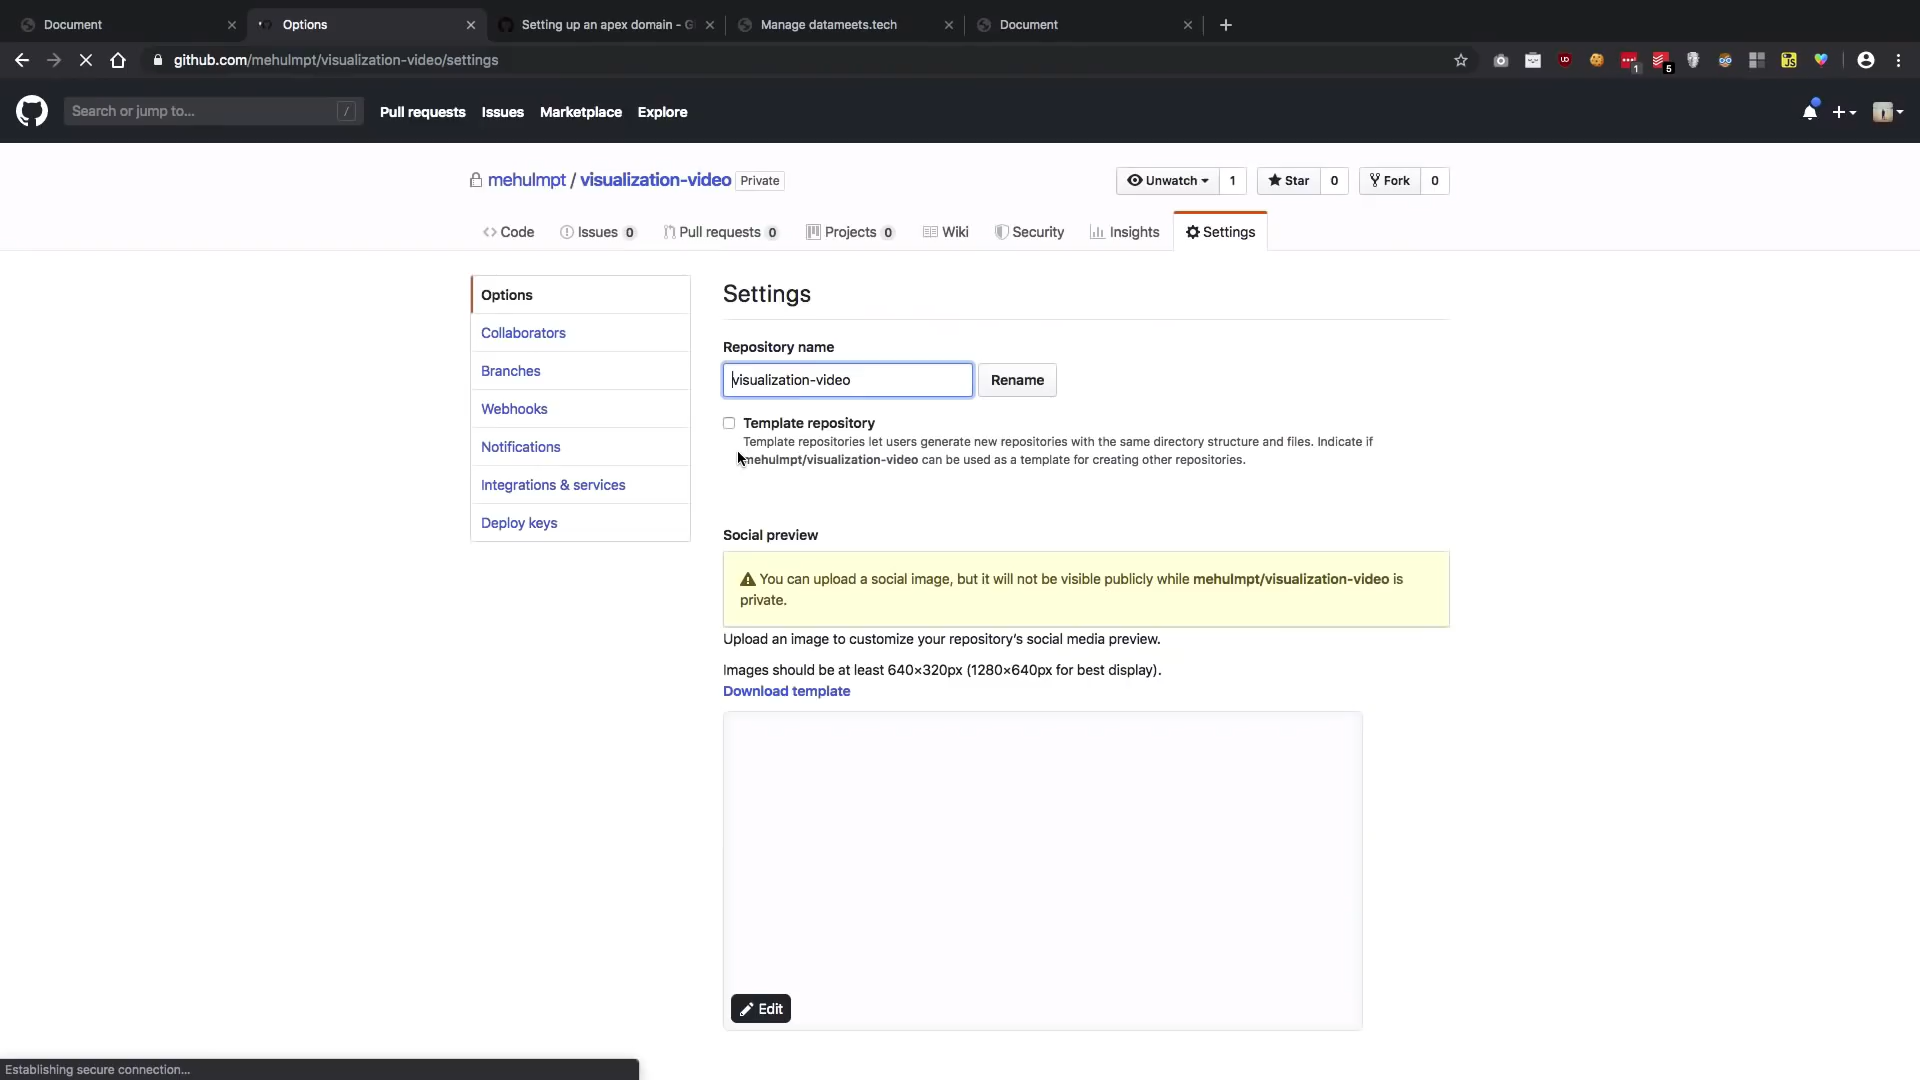 Document
Options
Setting up an apex domain - G
Manage datameets.tech
Document
github.com/mehulmpt/visualization-video/settings
1
5
Search or jump to...
/
Pull requests
Issues
Marketplace
Explore
mehulmpt / visualization-video
Private
Unwatch
1
Star
0
Fork
0
Code
Issues 0
Pull requests 0
Projects 0
Wiki
Security
Insights
Settings
Options
Collaborators
Branches
Webhooks
Notifications
Integrations & services
Deploy keys
Settings
Repository name
visualization-video
Rename
Template repository
Template repositories let users generate new repositories with the same directory structure and files. Indicate if
mehulmpt/visualization-video can be used as a template for creating other repositories.
Social preview
You can upload a social image, but it will not be visible publicly while mehulmpt/visualization-video is
private.
Upload an image to customize your repository's social media preview.
Images should be at least 640×320px (1280×640px for best display).
Download template
Edit
Establishing secure connection...